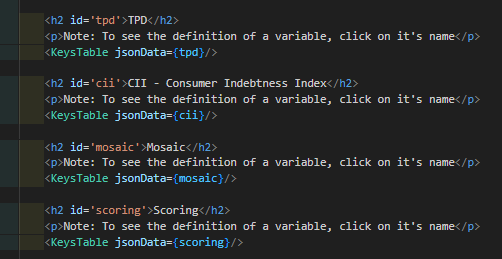 <h2 id='tpd'>TPD</h2>
<p>Note: To see the definition of a variable, click on it's name</p>
<KeysTable jsonData={tpd}/>
<h2 id='cii'>CII - Consumer Indebtness Index</h2>
<p>Note: To see the definition of a variable, click on it's name</p>
<KeysTable jsonData={cii}/>
<h2 id='mosaic'>Mosaic</h2>
<p>Note: To see the definition of a variable, click on it's name</p>
<KeysTable jsonData={mosaic}/>
<h2 id='scoring'>Scoring</h2>
<p>Note: To see the definition of a variable, click on it's name</p>
<KeysTable jsonData={scoring}/>